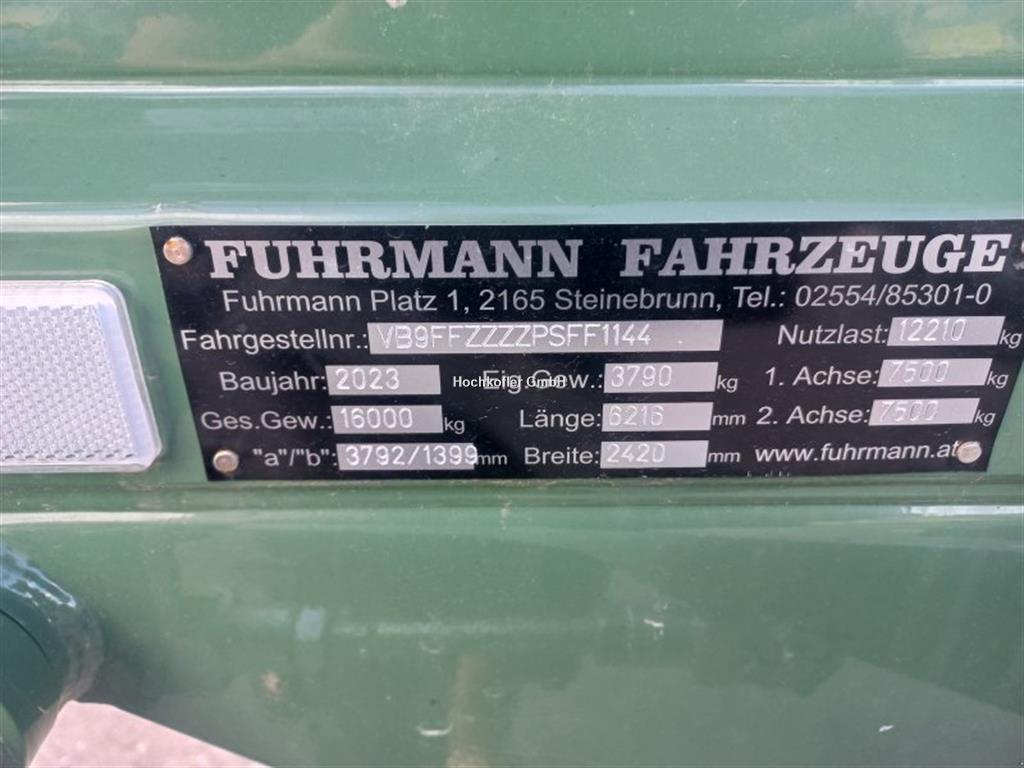 FUHRMANN FAHRZEUGE
Fuhrmann Platz 1, 2165 Steinebrunn, Tel.: 02554/85301-0
Fahrgestellnr.: VB9FFZZZZPSFF1144 Nutzlast: 12210 kg
Baujahr: 2023 Eig.Gew.: 3790 kg 1. Achse: 7500 kg
Hochkofler GmbH
Ges.Gew.: 16000 kg Länge: 6216 mm 2. Achse: 7500 kg
"a"/"b": 3792/1399 mm Breite: 2420 mm www.fuhrmann.at